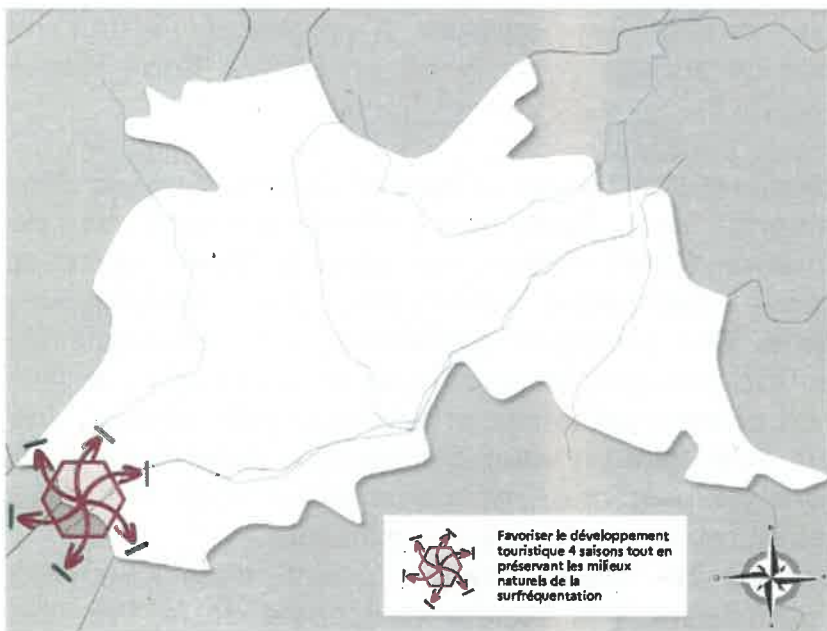 Favoriser le développement
touristique 4 saisons tout en
préservant les milieux
naturels de la
surfréquentation